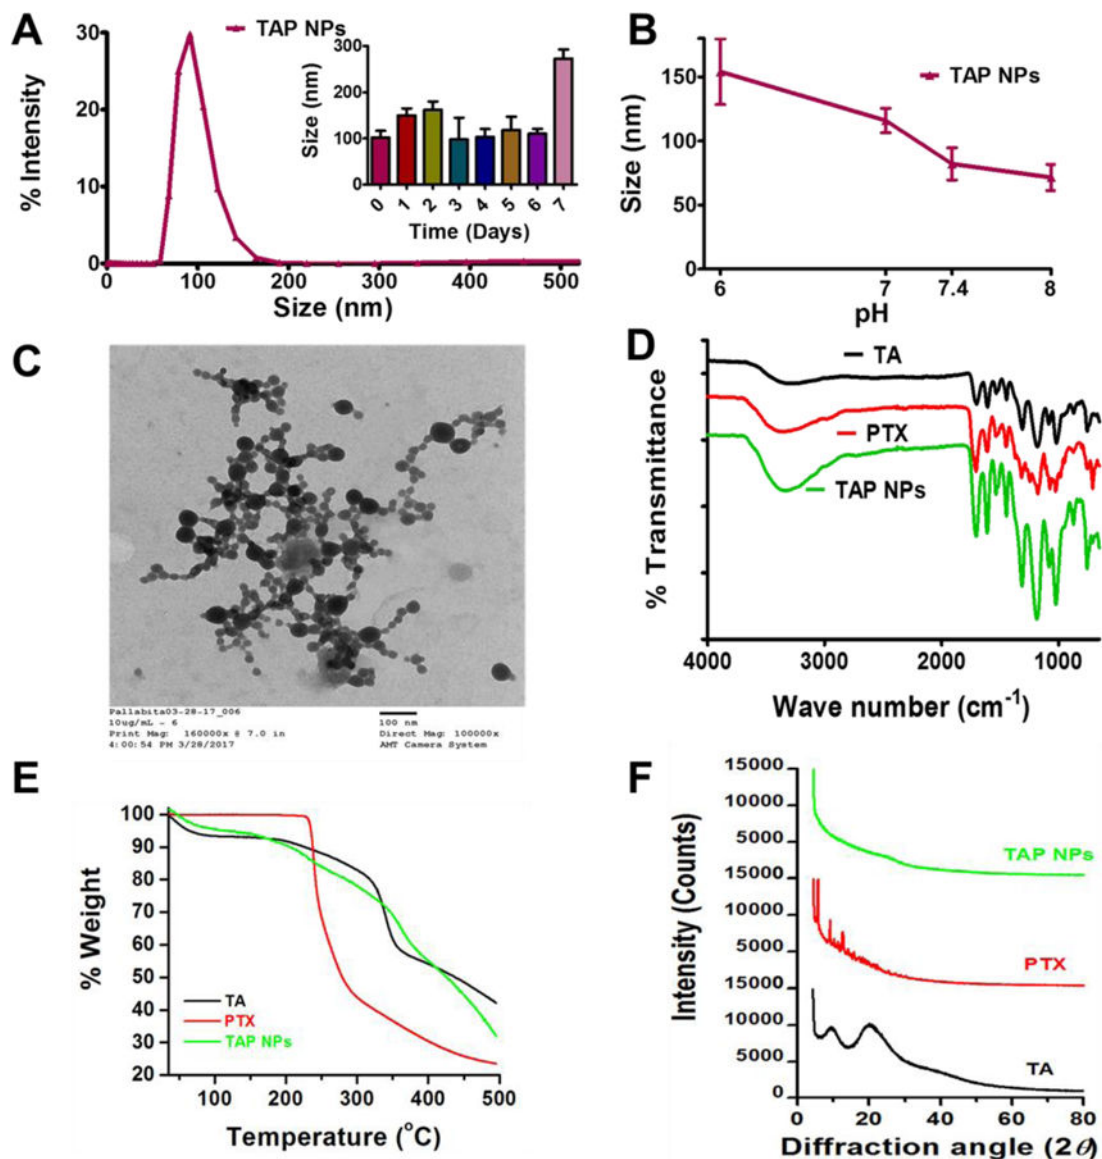 A
TAP NPs
% Intensity
30
20
10
0
0
100
200
300
400
500
Size (nm)
Size (nm)
300
200
100
0
0
1
2
3
4
5
6
7
Time (Days)
B
TAP NPs
Size (nm)
150
100
50
0
6
7
7.4
8
pH
C
Pallabita03-28-17_006
10ug/mL - 6
Print Mag: 160000x @ 7.0 in
4:00:54 PM 3/28/2017
100 nm
Direct Mag: 100000x
AMT Camera System
D
TA
PTX
TAP NPs
% Transmittance
4000
3000
2000
1000
Wave number (cm-1)
E
% Weight
100
90
80
70
60
50
40
30
20
TA
PTX
TAP NPs
100
200
300
400
500
Temperature (oC)
F
Intensity (Counts)
15000
10000
5000
15000
10000
5000
15000
10000
5000
0
TAP NPs
PTX
TA
0
20
40
60
80
Diffraction angle (2θ)